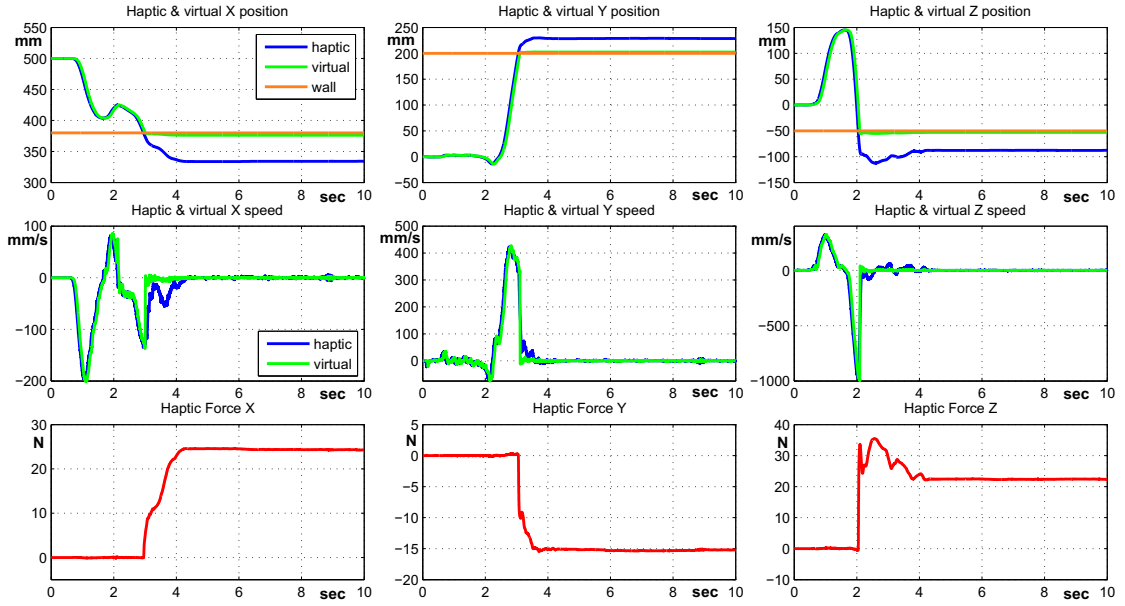 Haptic & virtual X position
Haptic & virtual Y position
Haptic & virtual Z position
550
mm
500
450
400
350
300
0 2 4 6 8 10
sec
haptic
virtual
wall
250
mm
200
150
100
50
0
−50
0 2 4 6 8 10
sec
150
mm
100
50
0
−50
−100
−150
0 2 4 6 8 10
sec
Haptic & virtual X speed
Haptic & virtual Y speed
Haptic & virtual Z speed
100
mm/s
0
−100
−200
0 2 4 6 8 10
sec
haptic
virtual
500
mm/s
400
300
200
100
0
0 2 4 6 8 10
sec
mm/s
0
−500
−1000
0 2 4 6 8 10
sec
Haptic Force X
Haptic Force Y
Haptic Force Z
30
N
20
10
0
0 2 4 6 8 10
sec
5
N
0
−5
−10
−15
−20
0 2 4 6 8 10
sec
40
N
30
20
10
0
−10
0 2 4 6 8 10
sec